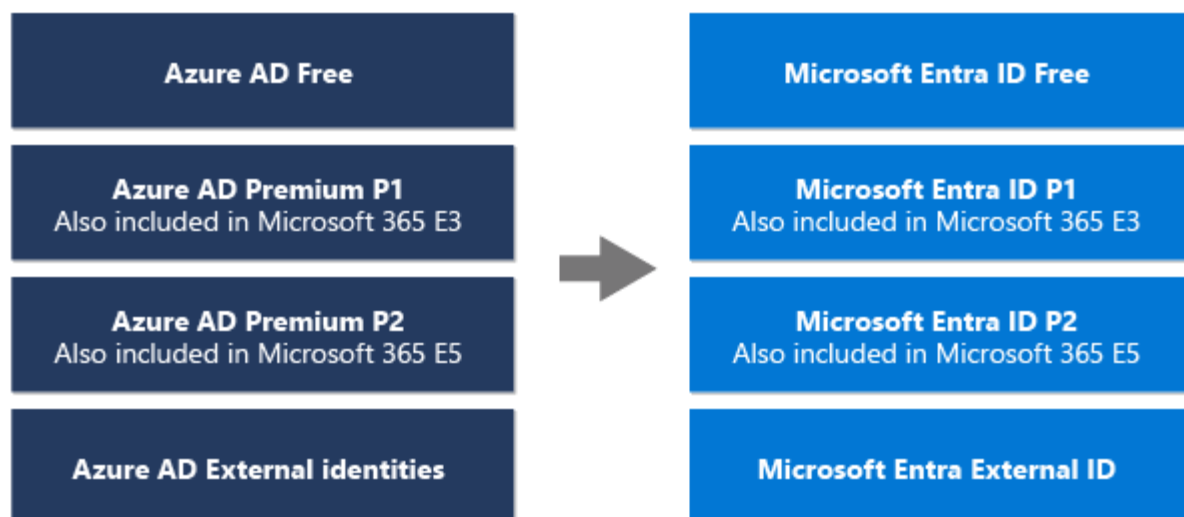 Azure AD Free
Azure AD Premium P1
Also included in Microsoft 365 E3
Azure AD Premium P2
Also included in Microsoft 365 E5
Azure AD External identities
Microsoft Entra ID Free
Microsoft Entra ID P1
Also included in Microsoft 365 E3
Microsoft Entra ID P2
Also included in Microsoft 365 E5
Microsoft Entra External ID